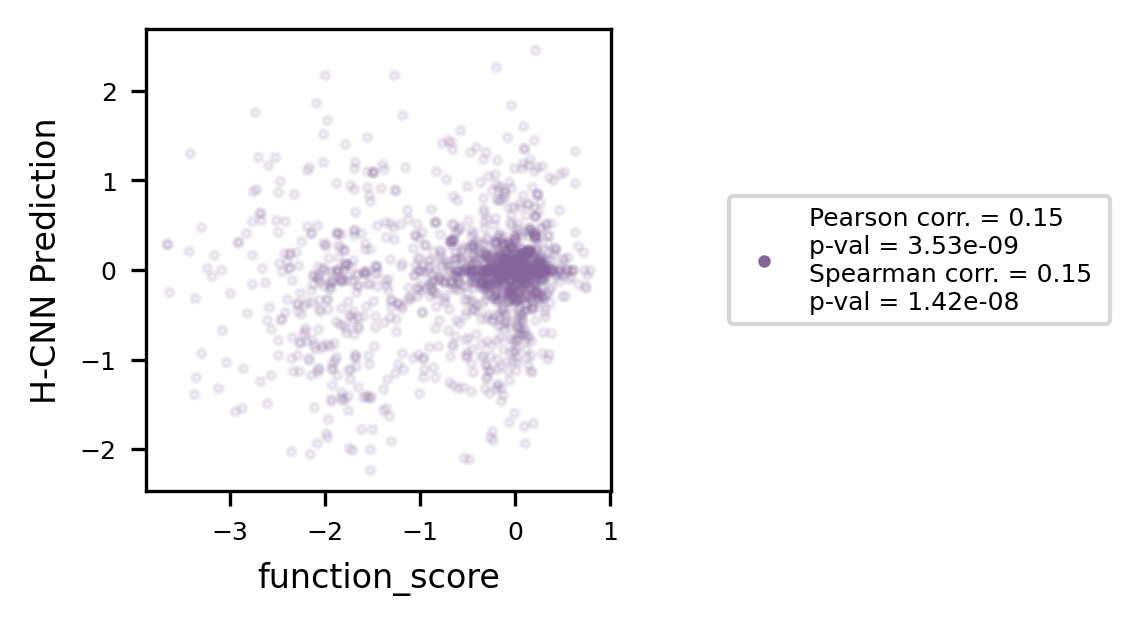 2
1
0
−1
−2
H-CNN Prediction
−3
−2
−1
0
1
function_score
Pearson corr. = 0.15
p-val = 3.53e-09
Spearman corr. = 0.15
p-val = 1.42e-08